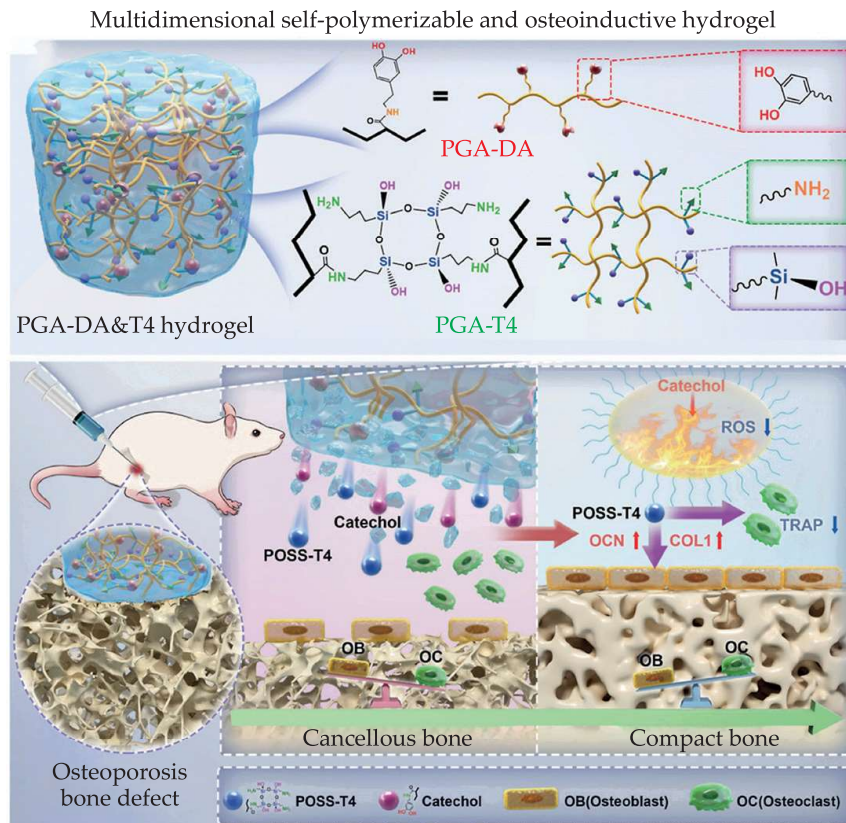 Multidimensional self-polymerizable and osteoinductive hydrogel
HO
OH
NH
O
=
PGA-DA
HO
HO
H₂N
OH
OH
NH₂
Si
O
Si
O
O
Si
O
Si
O
HN
OH
OH
NH
O
=
PGA-T4
NH₂
Si
OH
PGA-DA&T4 hydrogel
Catechol
POSS-T4
OB
OC
Cancellous bone
Catechol
ROS ↓
POSS-T4
OCN ↑
COL1 ↑
TRAP ↓
OB
OC
Compact bone
Osteoporosis
bone defect
POSS-T4
Catechol
OB(Osteoblast)
OC(Osteoclast)